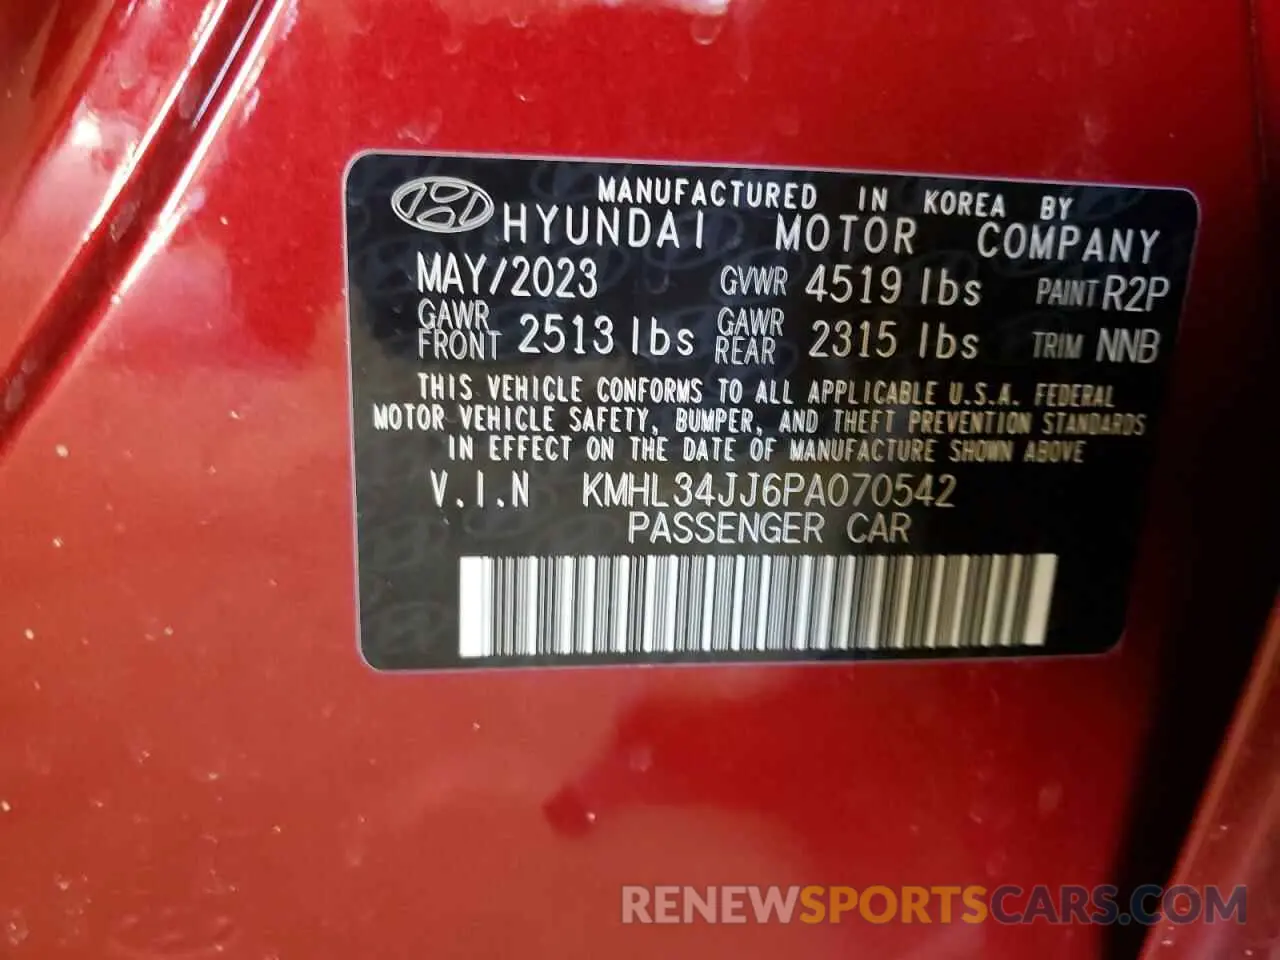 MANUFACTURED IN KOREA BY
HYUNDAI MOTOR COMPANY
MAY/2023 GVWR 4519 lbs PAINT R2P
GAWR FRONT 2513 lbs GAWR REAR 2315 lbs TRIM NNB
THIS VEHICLE CONFORMS TO ALL APPLICABLE U.S.A. FEDERAL
MOTOR VEHICLE SAFETY, BUMPER, AND THEFT PREVENTION STANDARDS
IN EFFECT ON THE DATE OF MANUFACTURE SHOWN ABOVE
V.I.N KMHL34JJ6PA070542
PASSENGER CAR
RENEWSPORTSCARS.COM